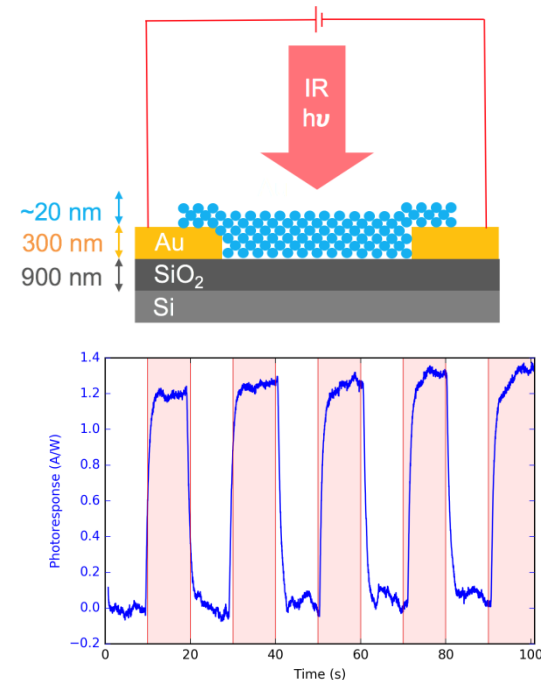 IR
hυ
~20 nm
300 nm
900 nm
Au
SiO2
Si
1.4
1.2
1.0
0.8
0.6
0.4
0.2
0.0
−0.2
Photoresponse (A/W)
0 20 40 60 80 100
Time (s)